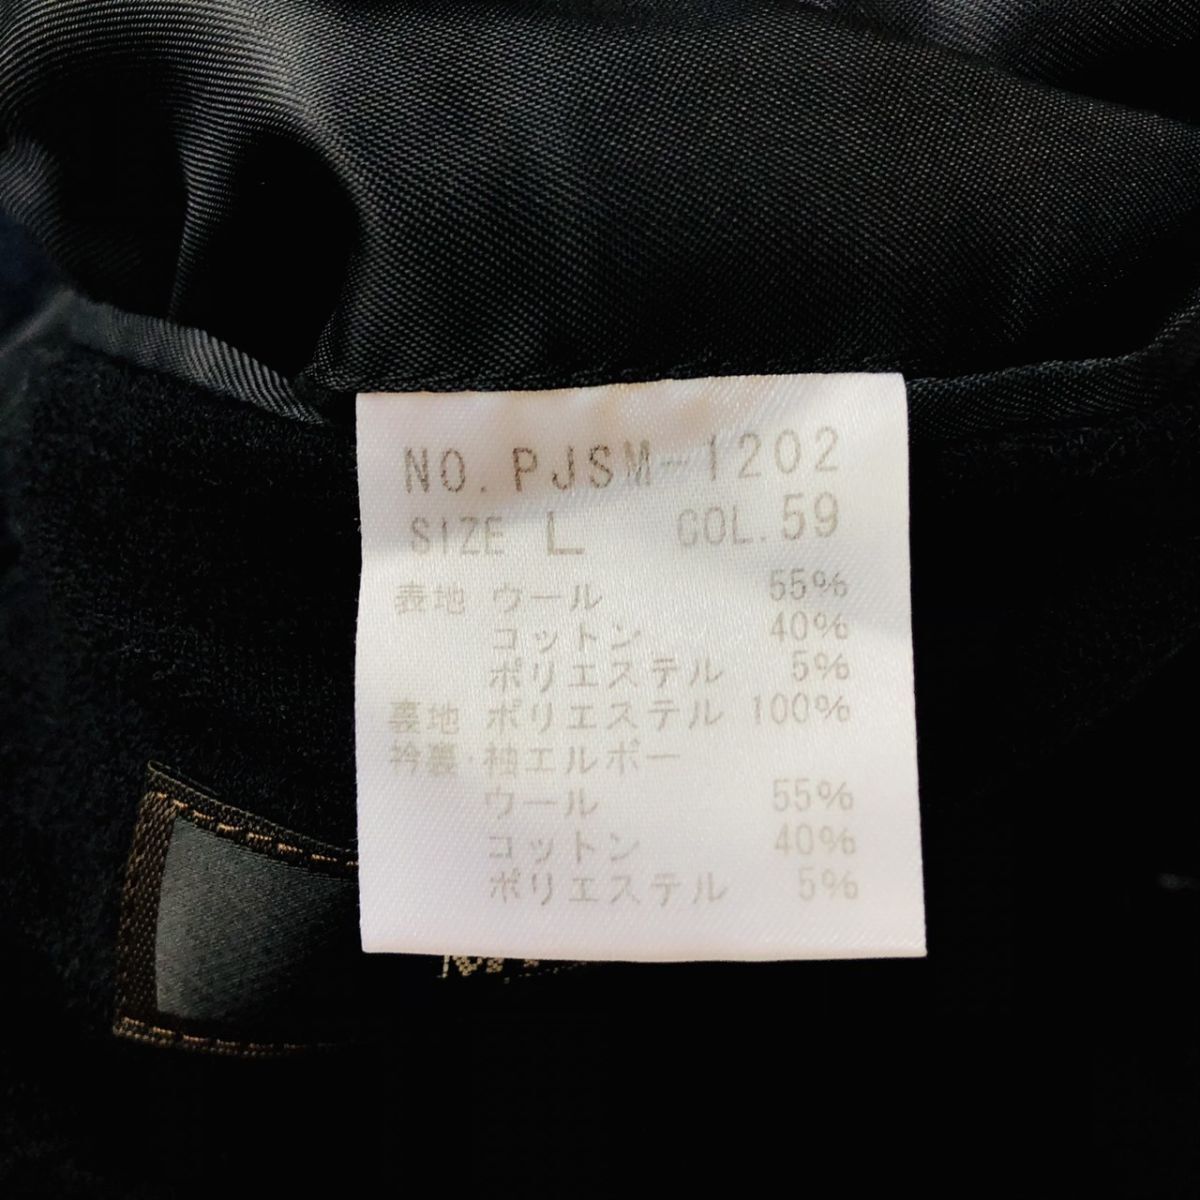 NO. PJSM-1202
SIZE L COL.59
表地 ウール 55%
コットン 40%
ポリエステル 5%
裏地 ポリエステル 100%
衿裏・袖エルボー
ウール 55%
コットン 40%
ポリエステル 5%